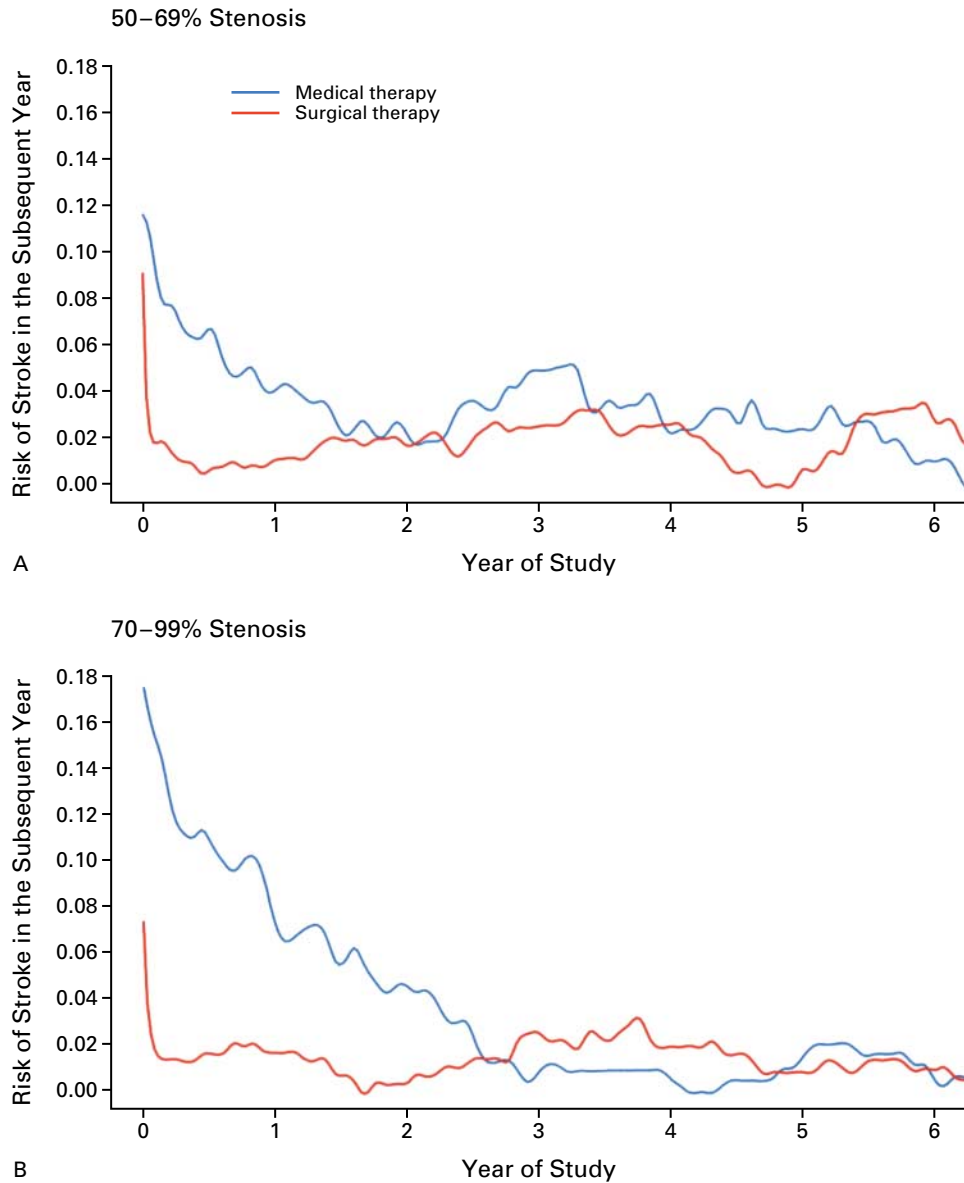 50–69% Stenosis
Risk of Stroke in the Subsequent Year
0.18
0.16
0.14
0.12
0.10
0.08
0.06
0.04
0.02
0.00
Medical therapy
Surgical therapy
0 1 2 3 4 5 6
A
Year of Study
70–99% Stenosis
Risk of Stroke in the Subsequent Year
0.18
0.16
0.14
0.12
0.10
0.08
0.06
0.04
0.02
0.00
0 1 2 3 4 5 6
B
Year of Study